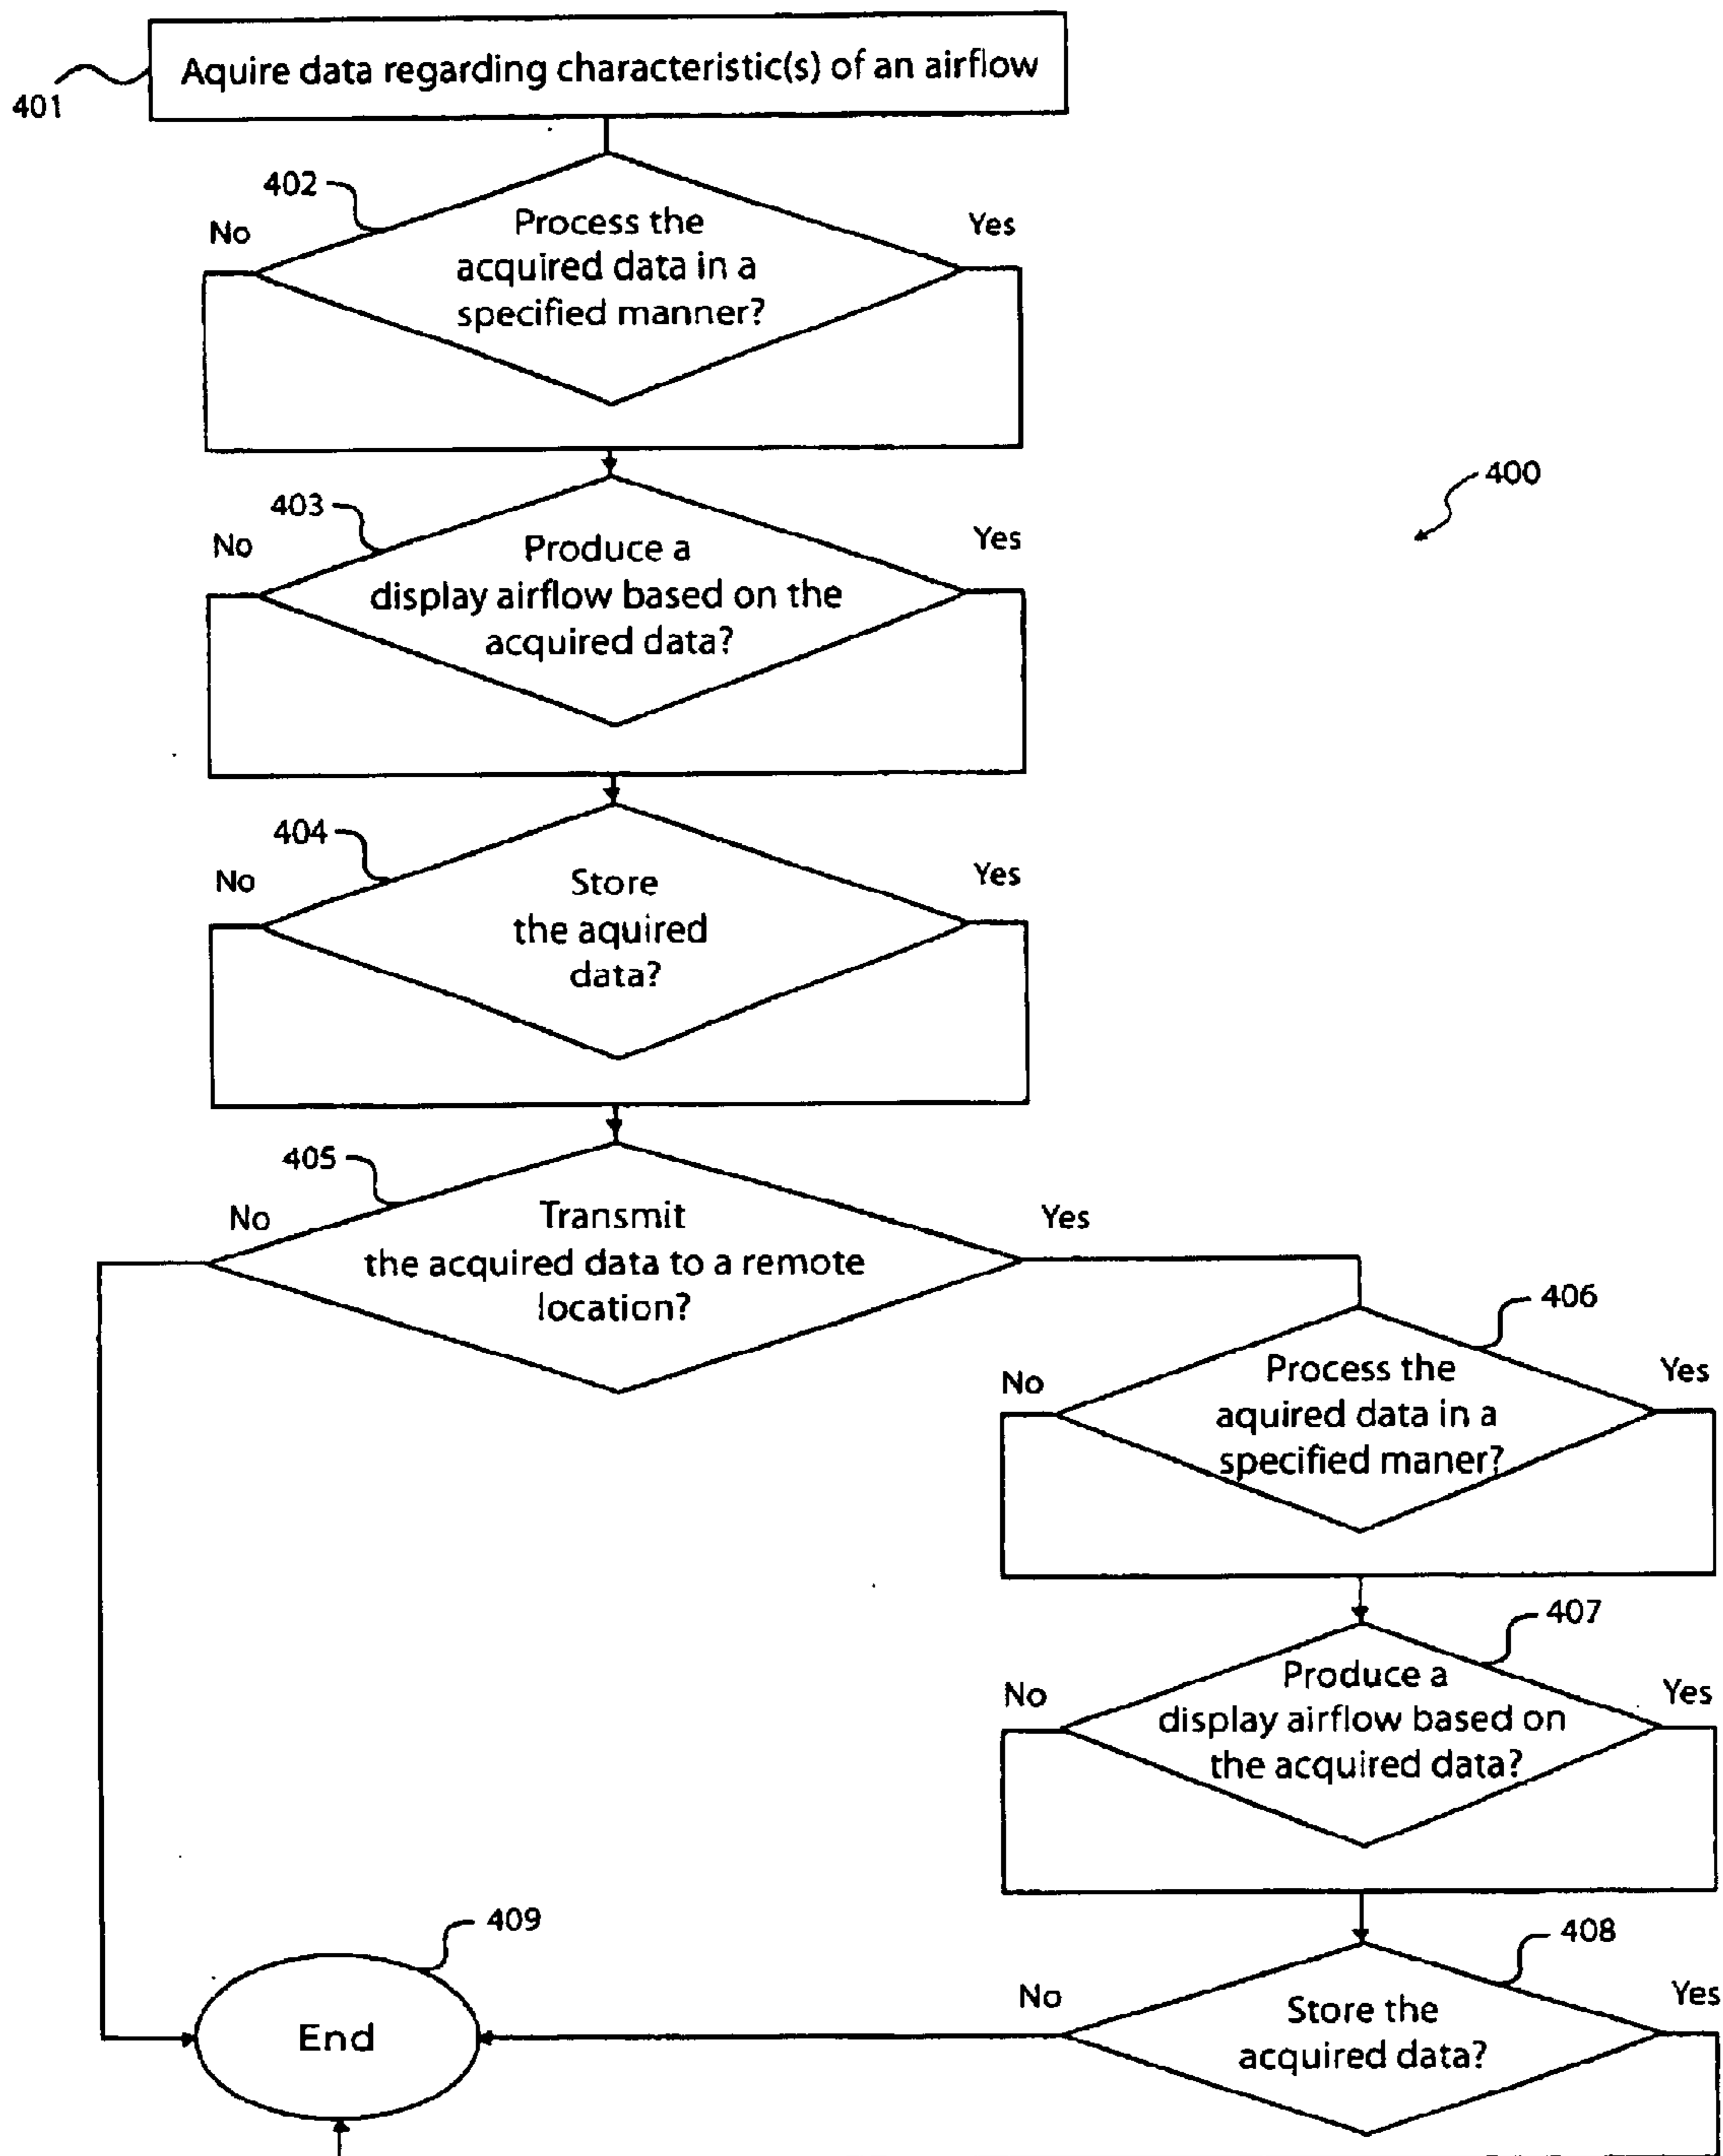 Aquire data regarding characteristic(s) of an airflow
401
402
No
Yes
Process the
acquired data in a
specified manner?
400
403
No
Yes
Produce a
display airflow based on the
acquired data?
404
No
Yes
Store
the aquired
data?
405
No
Yes
Transmit
the acquired data to a remote
location?
406
No
Yes
Process the
aquired data in a
specified maner?
407
No
Yes
Produce a
display airflow based on
the acquired data?
409
End
408
No
Yes
Store the
acquired data?